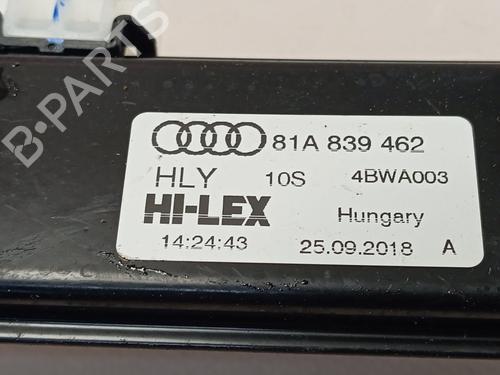 B-PARTS
81A 839 462
HLY 10S 4BWA003
HI-LEX Hungary
14:24:43 25.09.2018 A